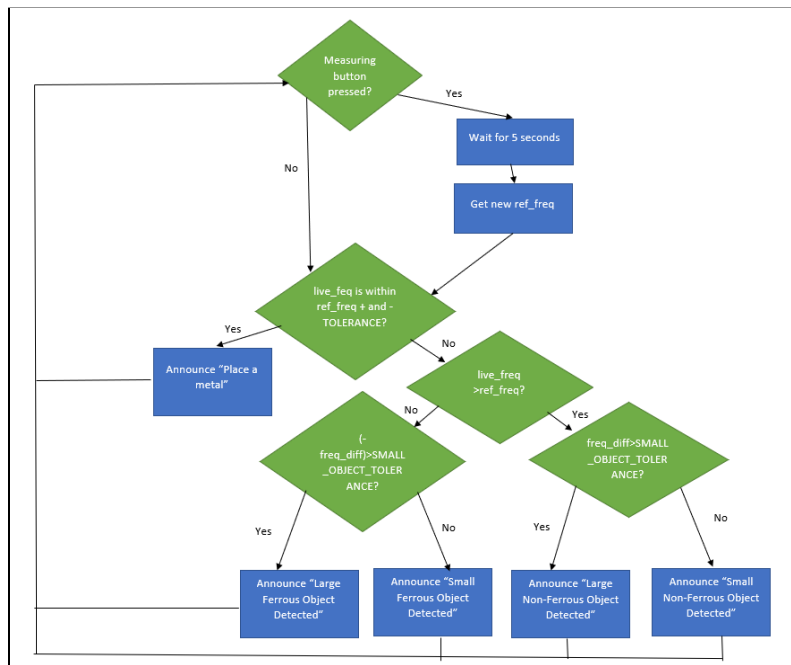 Measuring
button
pressed?
Yes
Wait for 5 seconds
No
Get new ref_freq
live_feq is within
ref_freq + and -
TOLERANCE?
Yes
No
Announce “Place a
metal”
live_freq
>ref_freq?
No
Yes
(-
freq_diff)>SMALL
_OBJECT_TOLER
ANCE?
freq_diff>SMALL
_OBJECT_TOLER
ANCE?
Yes
No
Yes
No
Announce “Large
Ferrous Object
Detected”
Announce “Small
Ferrous Object
Detected”
Announce “Large
Non-Ferrous Object
Detected”
Announce “Small
Non-Ferrous Object
Detected”